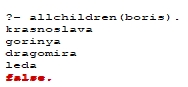 ?- allchildren(boris).
krasnoslava
gorinya
dragomira
leda
false.